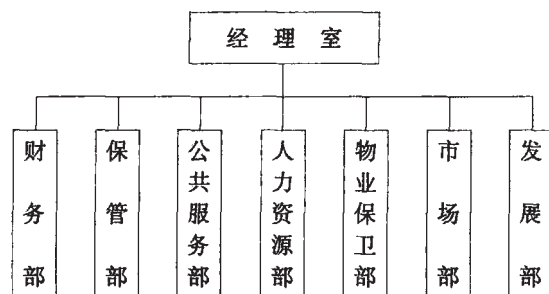 经理室
财务部
保管部
公共服务部
人力资源部
物业保卫部
市场部
发展部